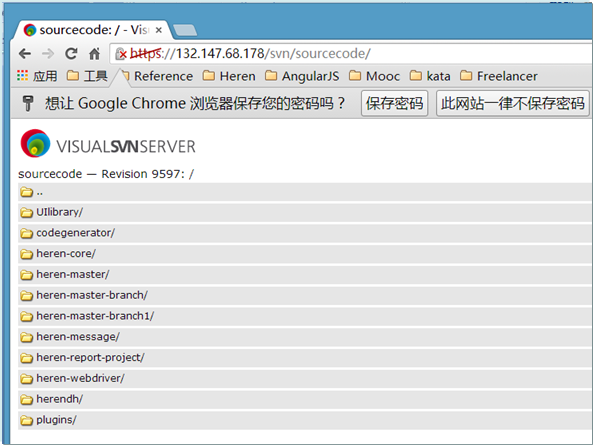 sourcecode: / - Visu
https://132.147.68.178/svn/sourcecode/
应用 工具 Reference Heren AngularJS Mooc kata Freelancer
想让 Google Chrome 浏览器保存您的密码吗？ 保存密码 此网站一律不保存密码
VISUALSVNSERVER
sourcecode — Revision 9597: /
..
UIlibrary/
codegenerator/
heren-core/
heren-master/
heren-master-branch/
heren-master-branch1/
heren-message/
heren-report-project/
heren-webdriver/
herendh/
plugins/